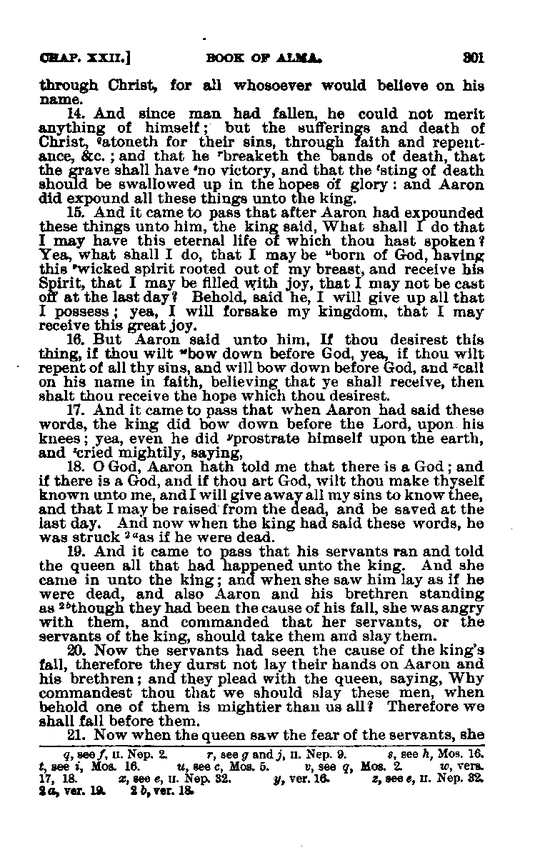 CHAP. XXII.] BOOK OF ALMA. 301
through Christ, for all whosoever would believe on his
name.
14. And since man had fallen, he could not merit
anything of himself; but the sufferings and death of
Christ, qatoneth for their sins, through faith and repent-
ance, &c.; and that he rbreaketh the bands of death, that
the grave shall have sno victory, and that the tsting of death
should be swallowed up in the hopes of glory: and Aaron
did expound all these things unto the king.
15. And it came to pass that after Aaron had expounded
these things unto him, the king said, What shall I do that
I may have this eternal life of which thou hast spoken?
Yea, what shall I do, that I may be uborn of God, having
this vwicked spirit rooted out of my breast, and receive his
Spirit, that I may be filled with joy, that I may not be cast
off at the last day? Behold, said he, I will give up all that
I possess; yea, I will forsake my kingdom, that I may
receive this great joy.
16. But Aaron said unto him, If thou desirest this
thing, if thou wilt wbow down before God, yea, if thou wilt
repent of all thy sins, and will bow down before God, and xcall
on his name in faith, believing that ye shall receive, then
shalt thou receive the hope which thou desirest.
17. And it came to pass that when Aaron had said these
words, the king did bow down before the Lord, upon his
knees; yea, even he did yprostrate himself upon the earth,
and zcried mightily, saying,
18. O God, Aaron hath told me that there is a God; and
if there is a God, and if thou art God, wilt thou make thyself
known unto me, and I will give away all my sins to know thee,
and that I may be raised from the dead, and be saved at the
last day. And now when the king had said these words, he
was struck 2aas if he were dead.
19. And it came to pass that his servants ran and told
the queen all that had happened unto the king. And she
came in unto the king; and when she saw him lay as if he
were dead, and also Aaron and his brethren standing
as 2bthough they had been the cause of his fall, she was angry
with them, and commanded that her servants, or the
servants of the king, should take them and slay them.
20. Now the servants had seen the cause of the king's
fall, therefore they durst not lay their hands on Aaron and
his brethren; and they plead with the queen, saying, Why
commandest thou that we should slay these men, when
behold one of them is mightier than us all? Therefore we
shall fall before them.
21. Now when the queen saw the fear of the servants, she
q, see f, II. Nep. 2. r, see g and j, II. Nep. 9. s, see h, Mos. 16.
t, see i, Mos. 16. u, see c, Mos. 5. v, see q, Mos. 2. w, vers.
17, 18. x, see e, II. Nep. 32. y, ver. 16. z, see e, II. Nep. 32.
2 a, ver. 19. 2 b, ver. 18.